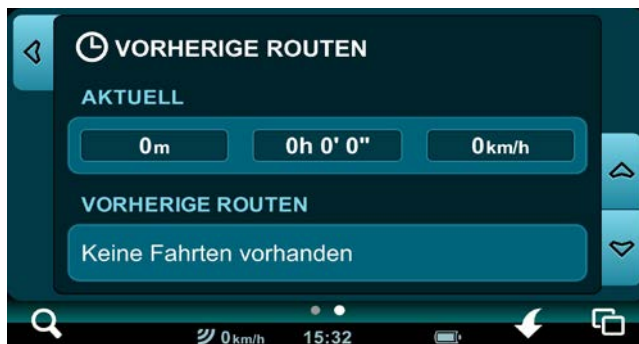 VORHERIGE ROUTEN
AKTUELL
0m 0h 0' 0" 0km/h
VORHERIGE ROUTEN
Keine Fahrten vorhanden
0km/h 15:32